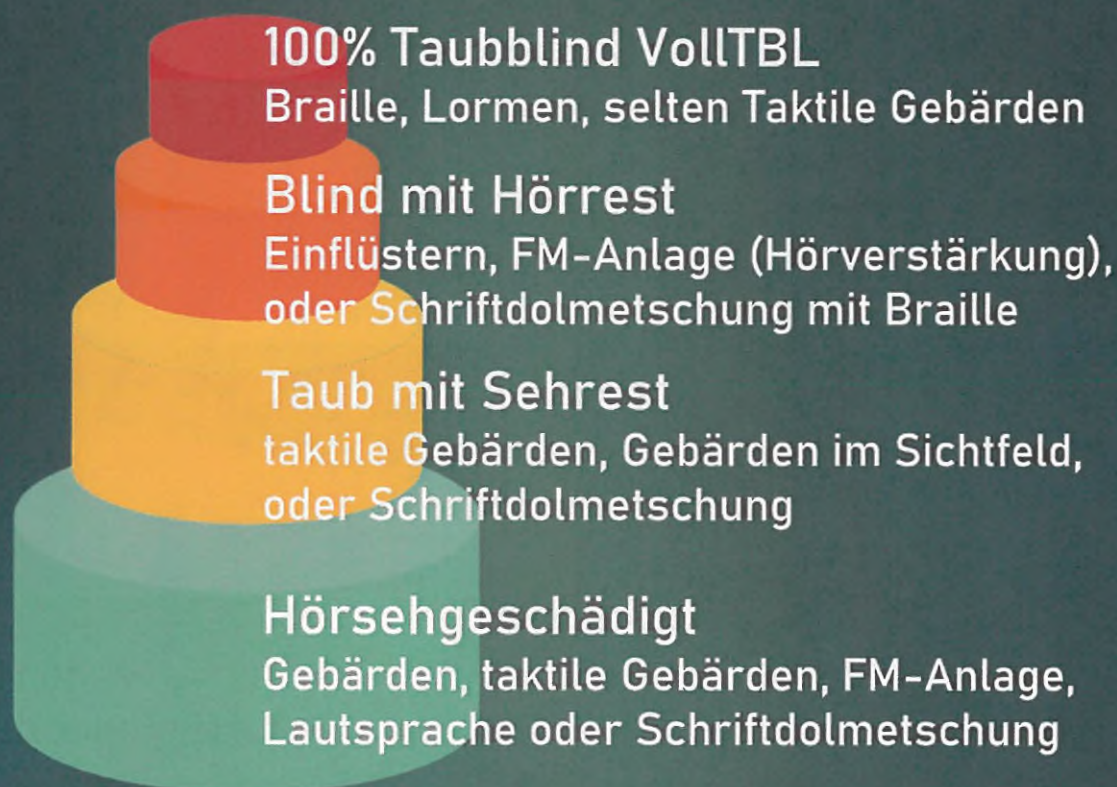 100% Taubblind VollTBL
Braille, Lormen, selten Taktile Gebärden
Blind mit Hörrest
Einflüstern, FM-Anlage (Hörverstärkung),
oder Schriftdolmetschung mit Braille
Taub mit Sehrest
taktile Gebärden, Gebärden im Sichtfeld,
oder Schriftdolmetschung
Hörsehgeschädigt
Gebärden, taktile Gebärden, FM-Anlage,
Lautsprache oder Schriftdolmetschung